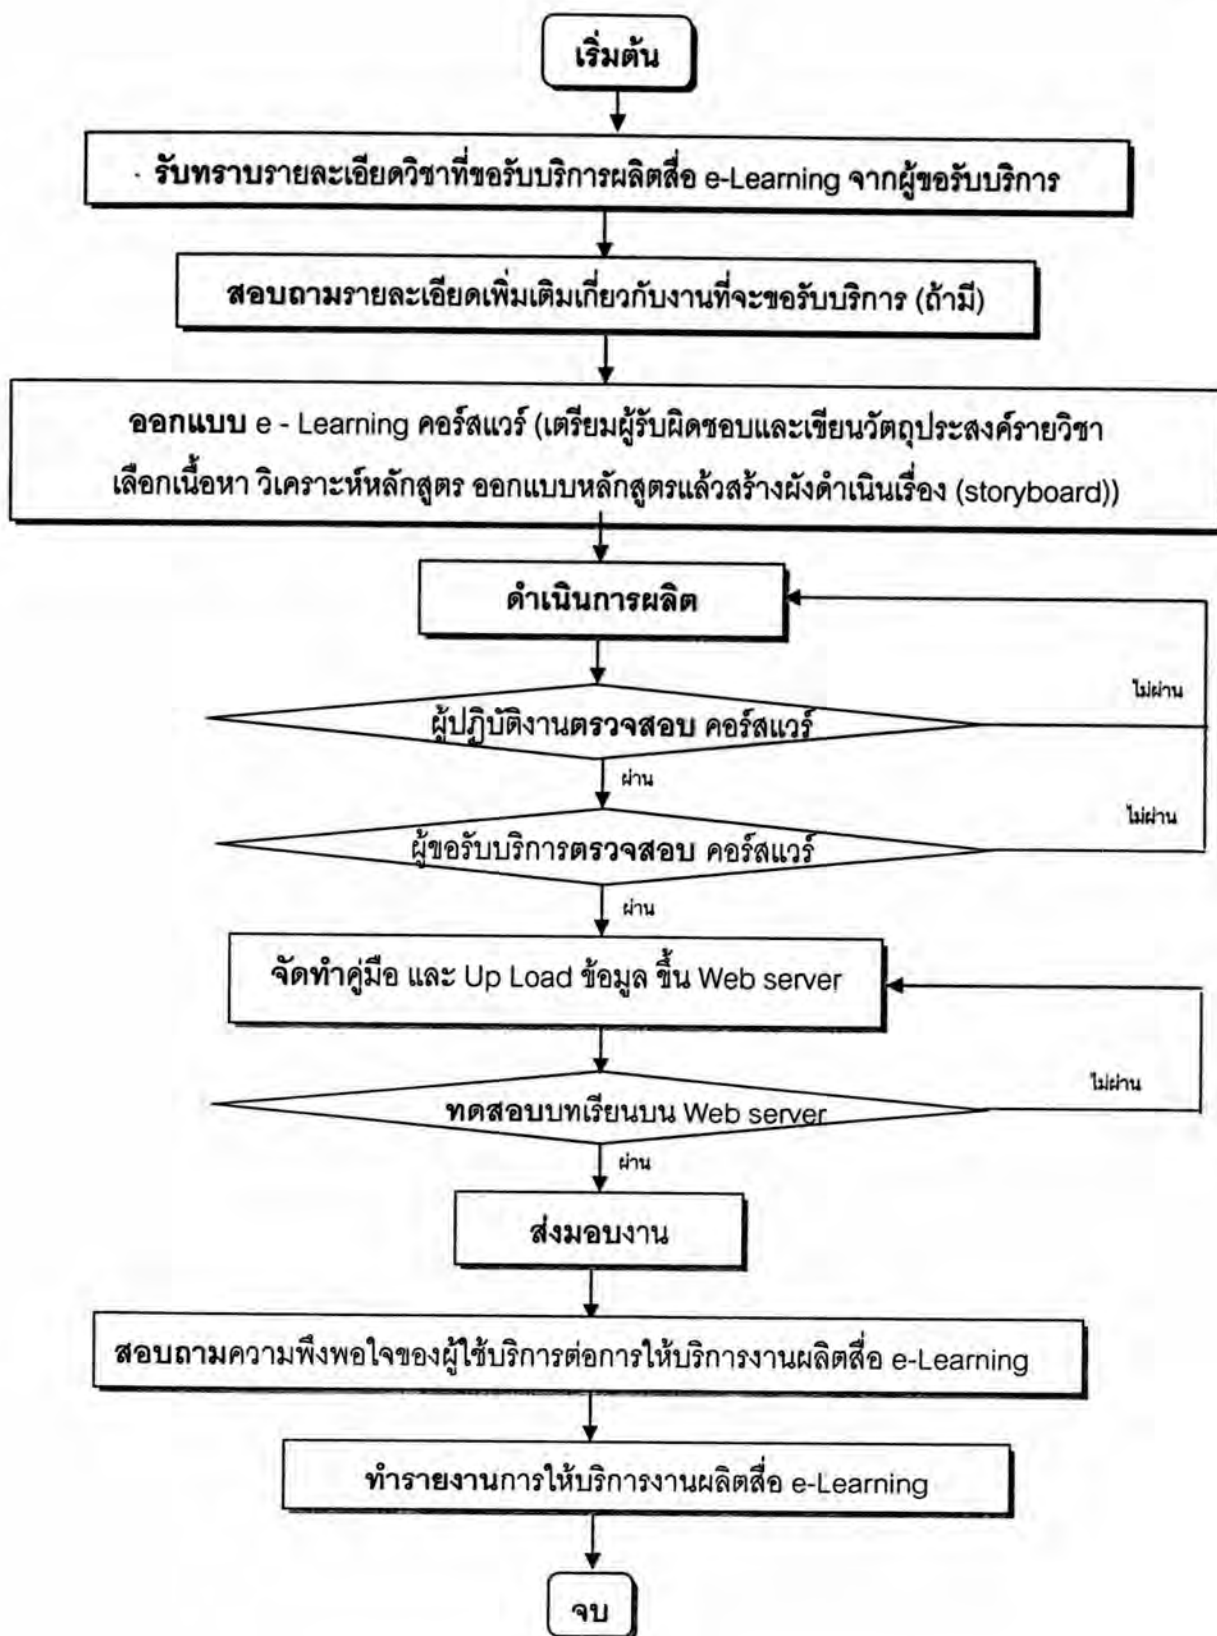 เริ่มต้น
รับทราบรายละเอียดวิชาที่ขอรับบริการผลิตสื่อ e-Learning จากผู้ขอรับบริการ
สอบถามรายละเอียดเพิ่มเติมเกี่ยวกับงานที่จะขอรับบริการ (ถ้ามี)
ออกแบบ e - Learning คอร์สแวร์ (เตรียมผู้รับผิดชอบและเขียนวัตถุประสงค์รายวิชา
เลือกเนื้อหา วิเคราะห์หลักสูตร ออกแบบหลักสูตรแล้วสร้างผังดำเนินเรื่อง (storyboard))
ดำเนินการผลิต
ไม่ผ่าน
ผู้ปฏิบัติงานตรวจสอบ คอร์สแวร์
ผ่าน
ไม่ผ่าน
ผู้ขอรับบริการตรวจสอบ คอร์สแวร์
ผ่าน
จัดทำคู่มือ และ Up Load ข้อมูล ขึ้น Web server
ไม่ผ่าน
ทดสอบบทเรียนบน Web server
ผ่าน
ส่งมอบงาน
สอบถามความพึงพอใจของผู้ใช้บริการต่อการให้บริการงานผลิตสื่อ e-Learning
ทำรายงานการให้บริการงานผลิตสื่อ e-Learning
จบ